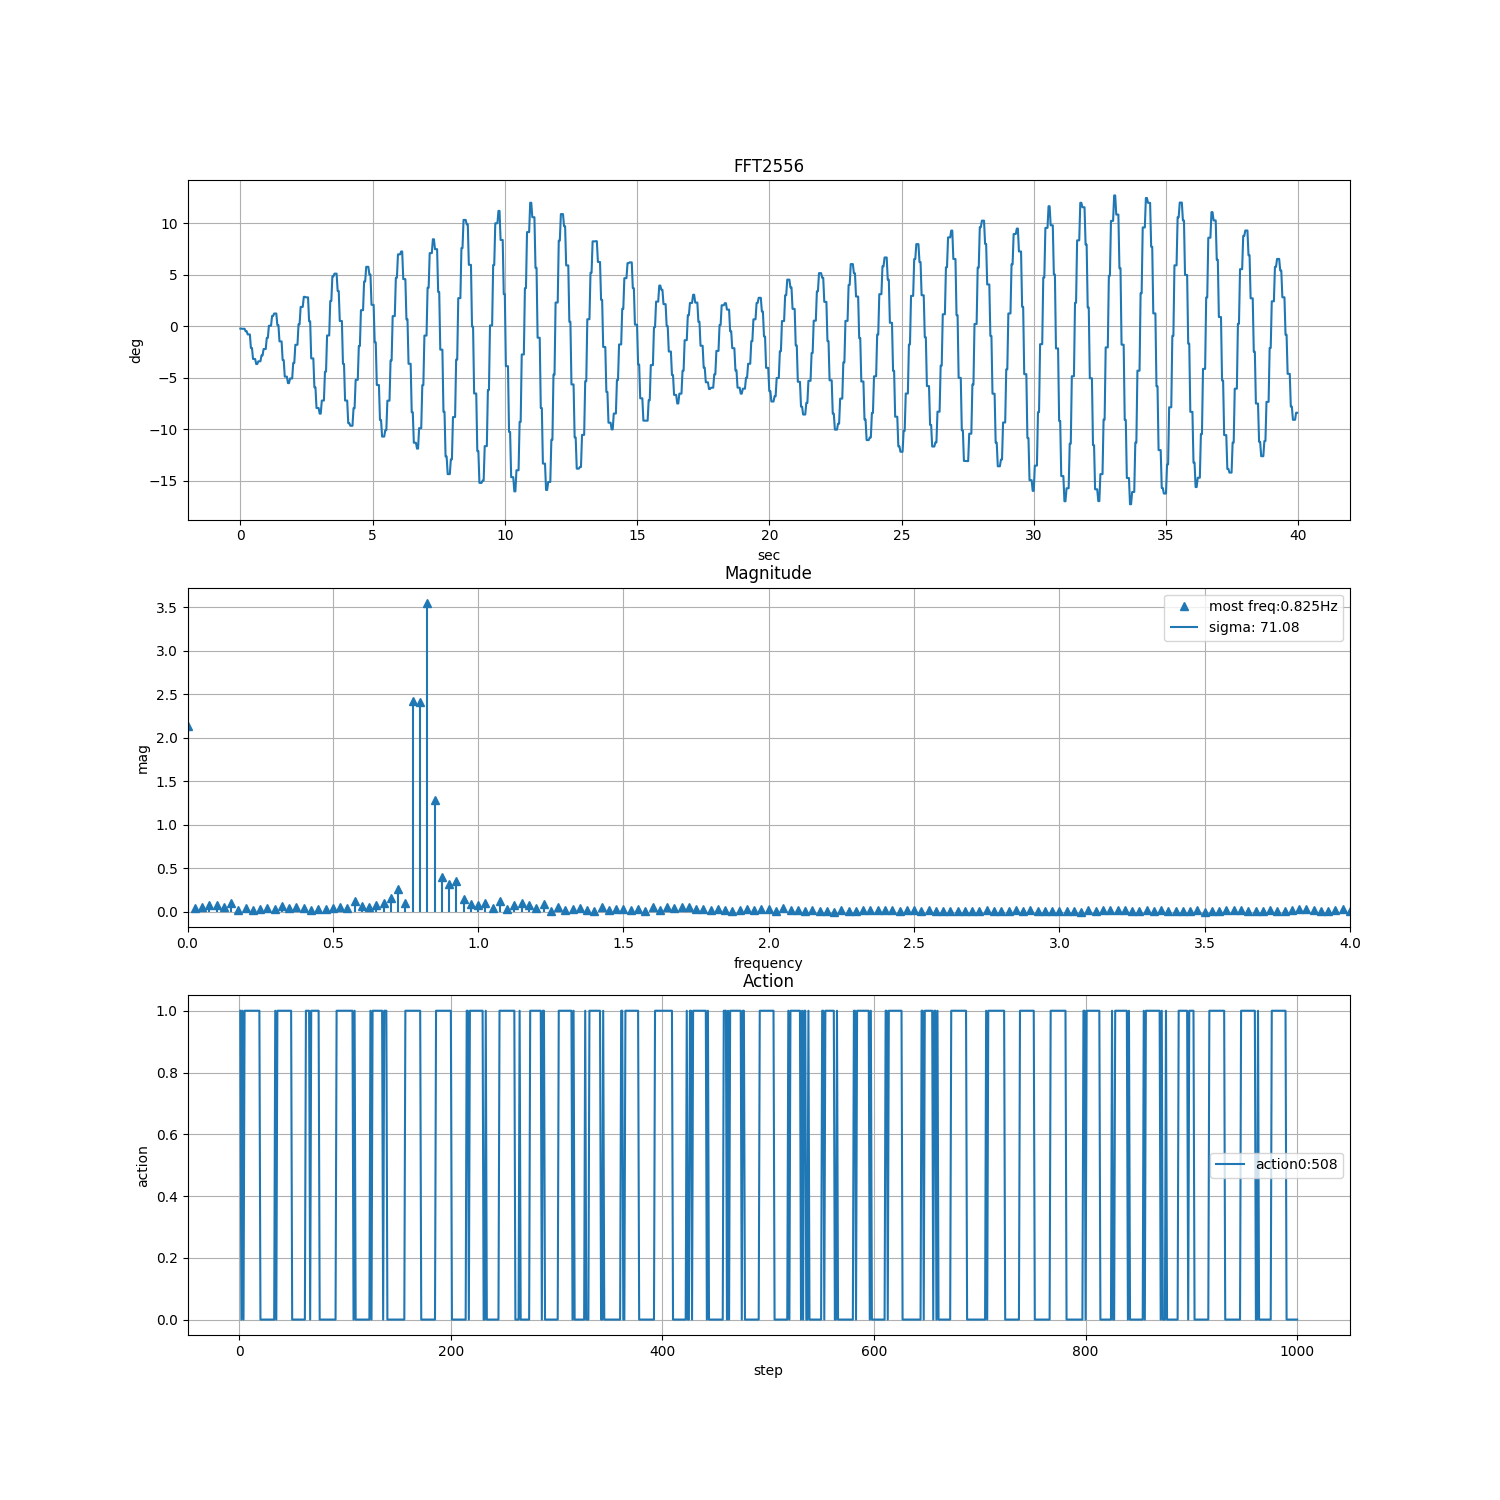 FFT2556
10
5
0
−5
−10
−15
deg
0 5 10 15 20 25 30 35 40
sec
Magnitude
3.5
3.0
2.5
2.0
1.5
1.0
0.5
0.0
mag
most freq:0.825Hz
sigma: 71.08
0.0 0.5 1.0 1.5 2.0 2.5 3.0 3.5 4.0
frequency
Action
1.0
0.8
0.6
0.4
0.2
0.0
action
action0:508
0 200 400 600 800 1000
step